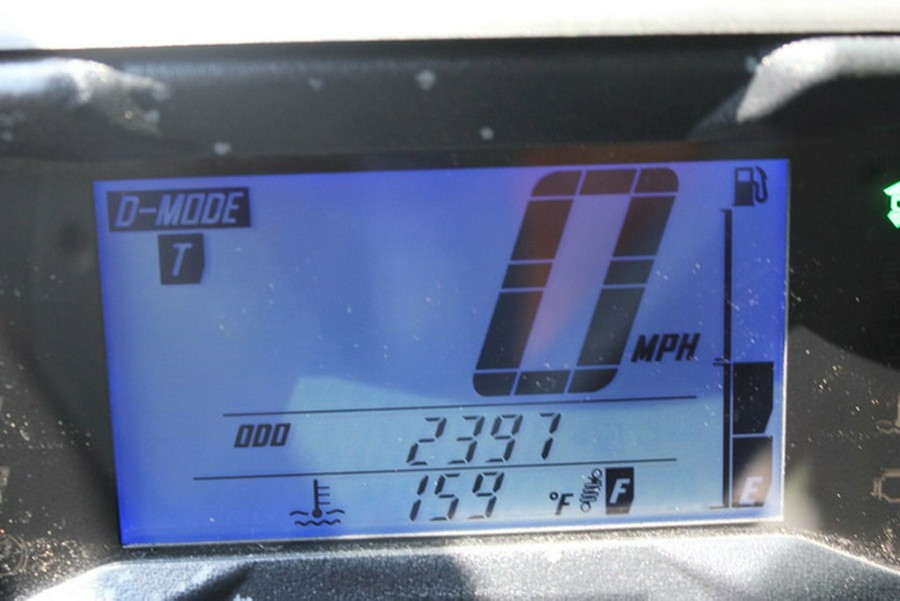 D-MODE
T
0 MPH
ODO 2397
159 °F F
E